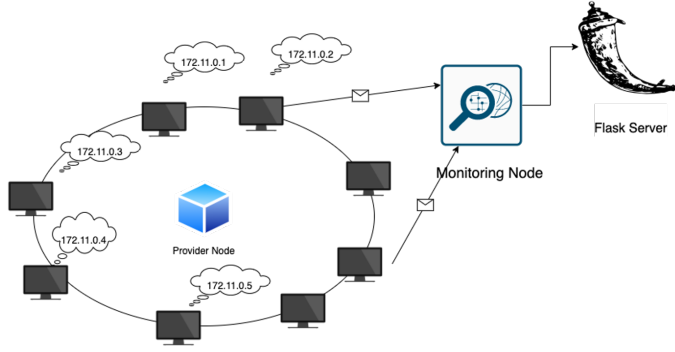 172.11.0.1
172.11.0.2
Flask Server
172.11.0.3
Monitoring Node
172.11.0.4
Provider Node
172.11.0.5